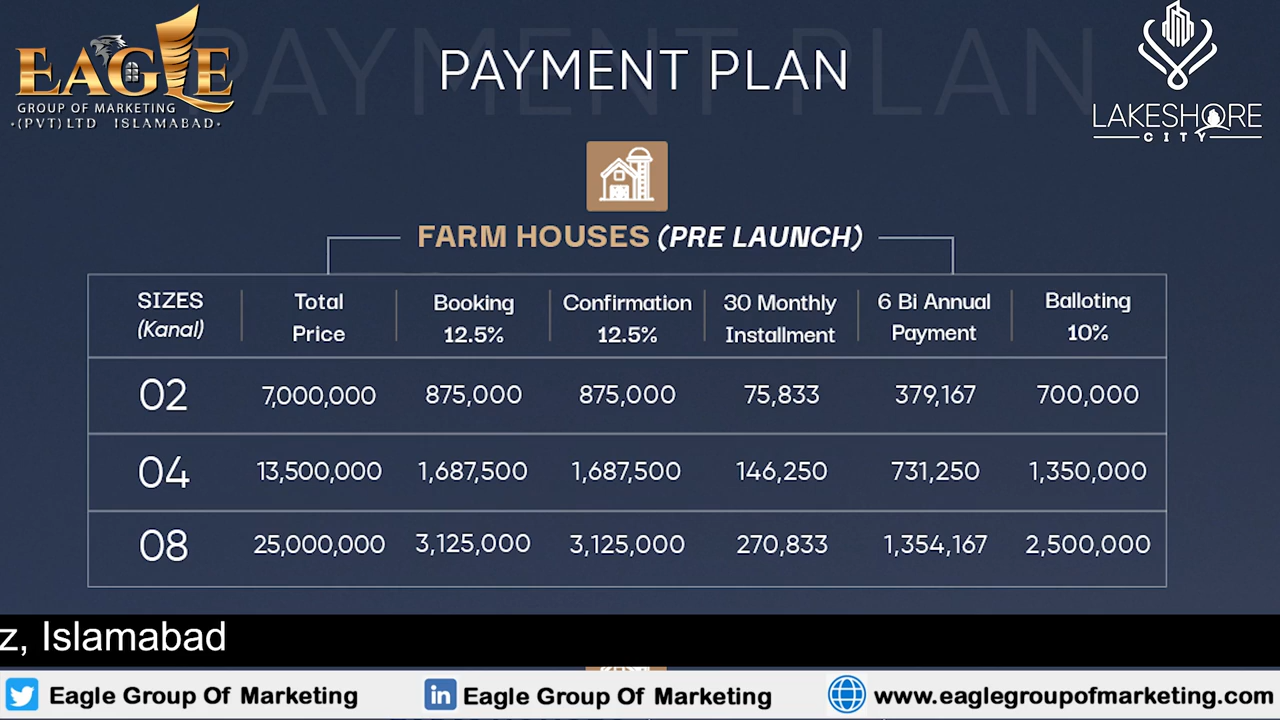 EAGLE
GROUP OF MARKETING
(PVT) LTD ISLAMABAD
PAYMENT PLAN
PAYMENT PLAN
LAKESHORE
CITY
FARM HOUSES (PRE LAUNCH)
SIZES (Kanal) Total Price Booking 12.5% Confirmation 12.5% 30 Monthly Installment 6 Bi Annual Payment Balloting 10%
02 7,000,000 875,000 875,000 75,833 379,167 700,000
04 13,500,000 1,687,500 1,687,500 146,250 731,250 1,350,000
08 25,000,000 3,125,000 3,125,000 270,833 1,354,167 2,500,000
z, Islamabad
Eagle Group Of Marketing Eagle Group Of Marketing www.eaglegroupofmarketing.com